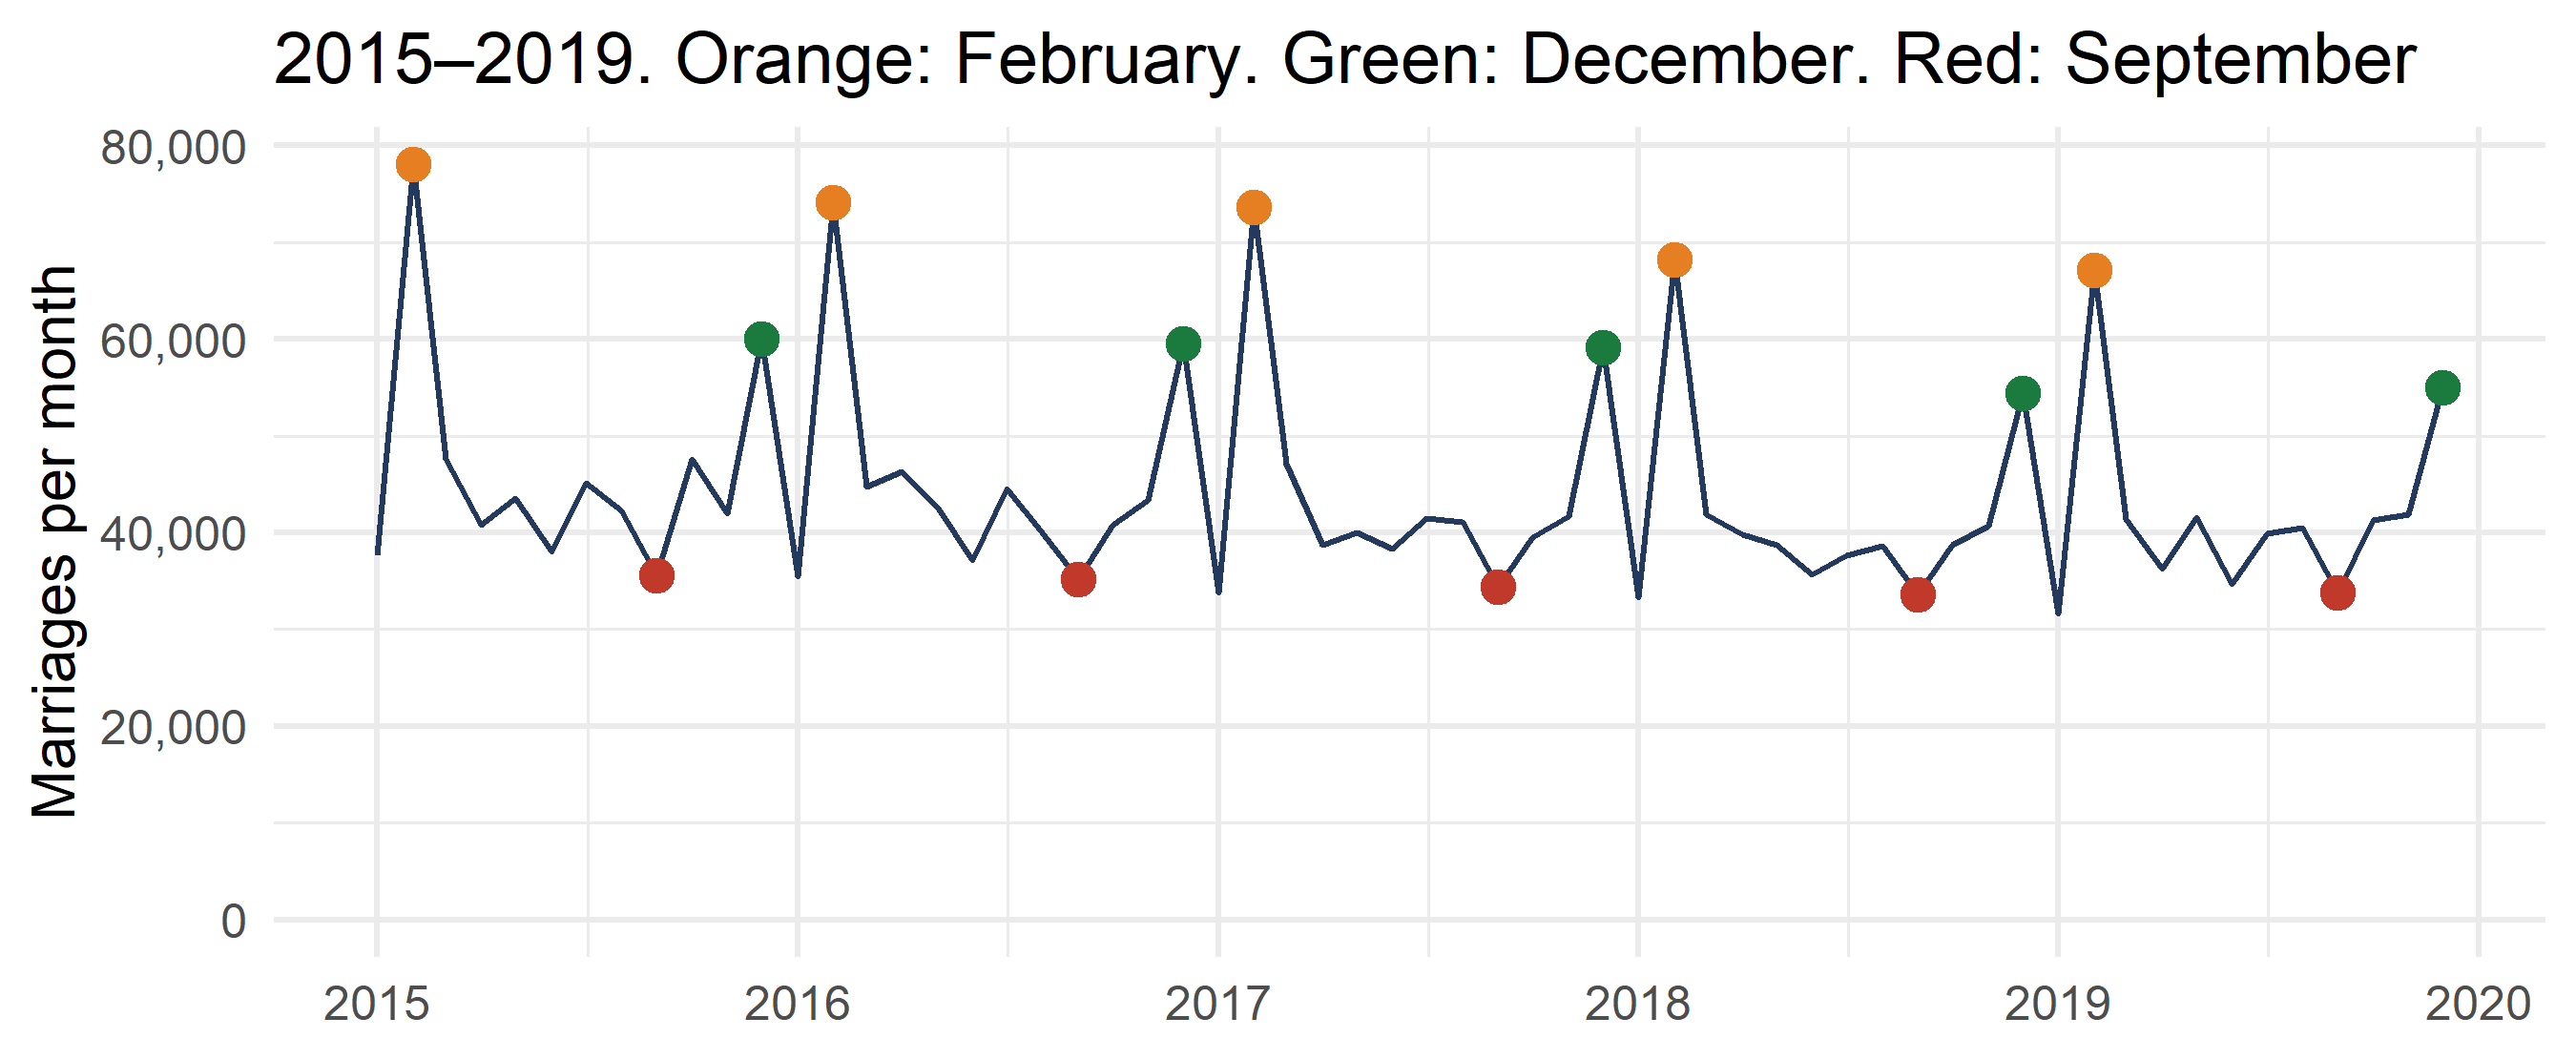 2015–2019. Orange: February. Green: December. Red: September
Marriages per month
80,000
60,000
40,000
20,000
0
2015 2016 2017 2018 2019 2020